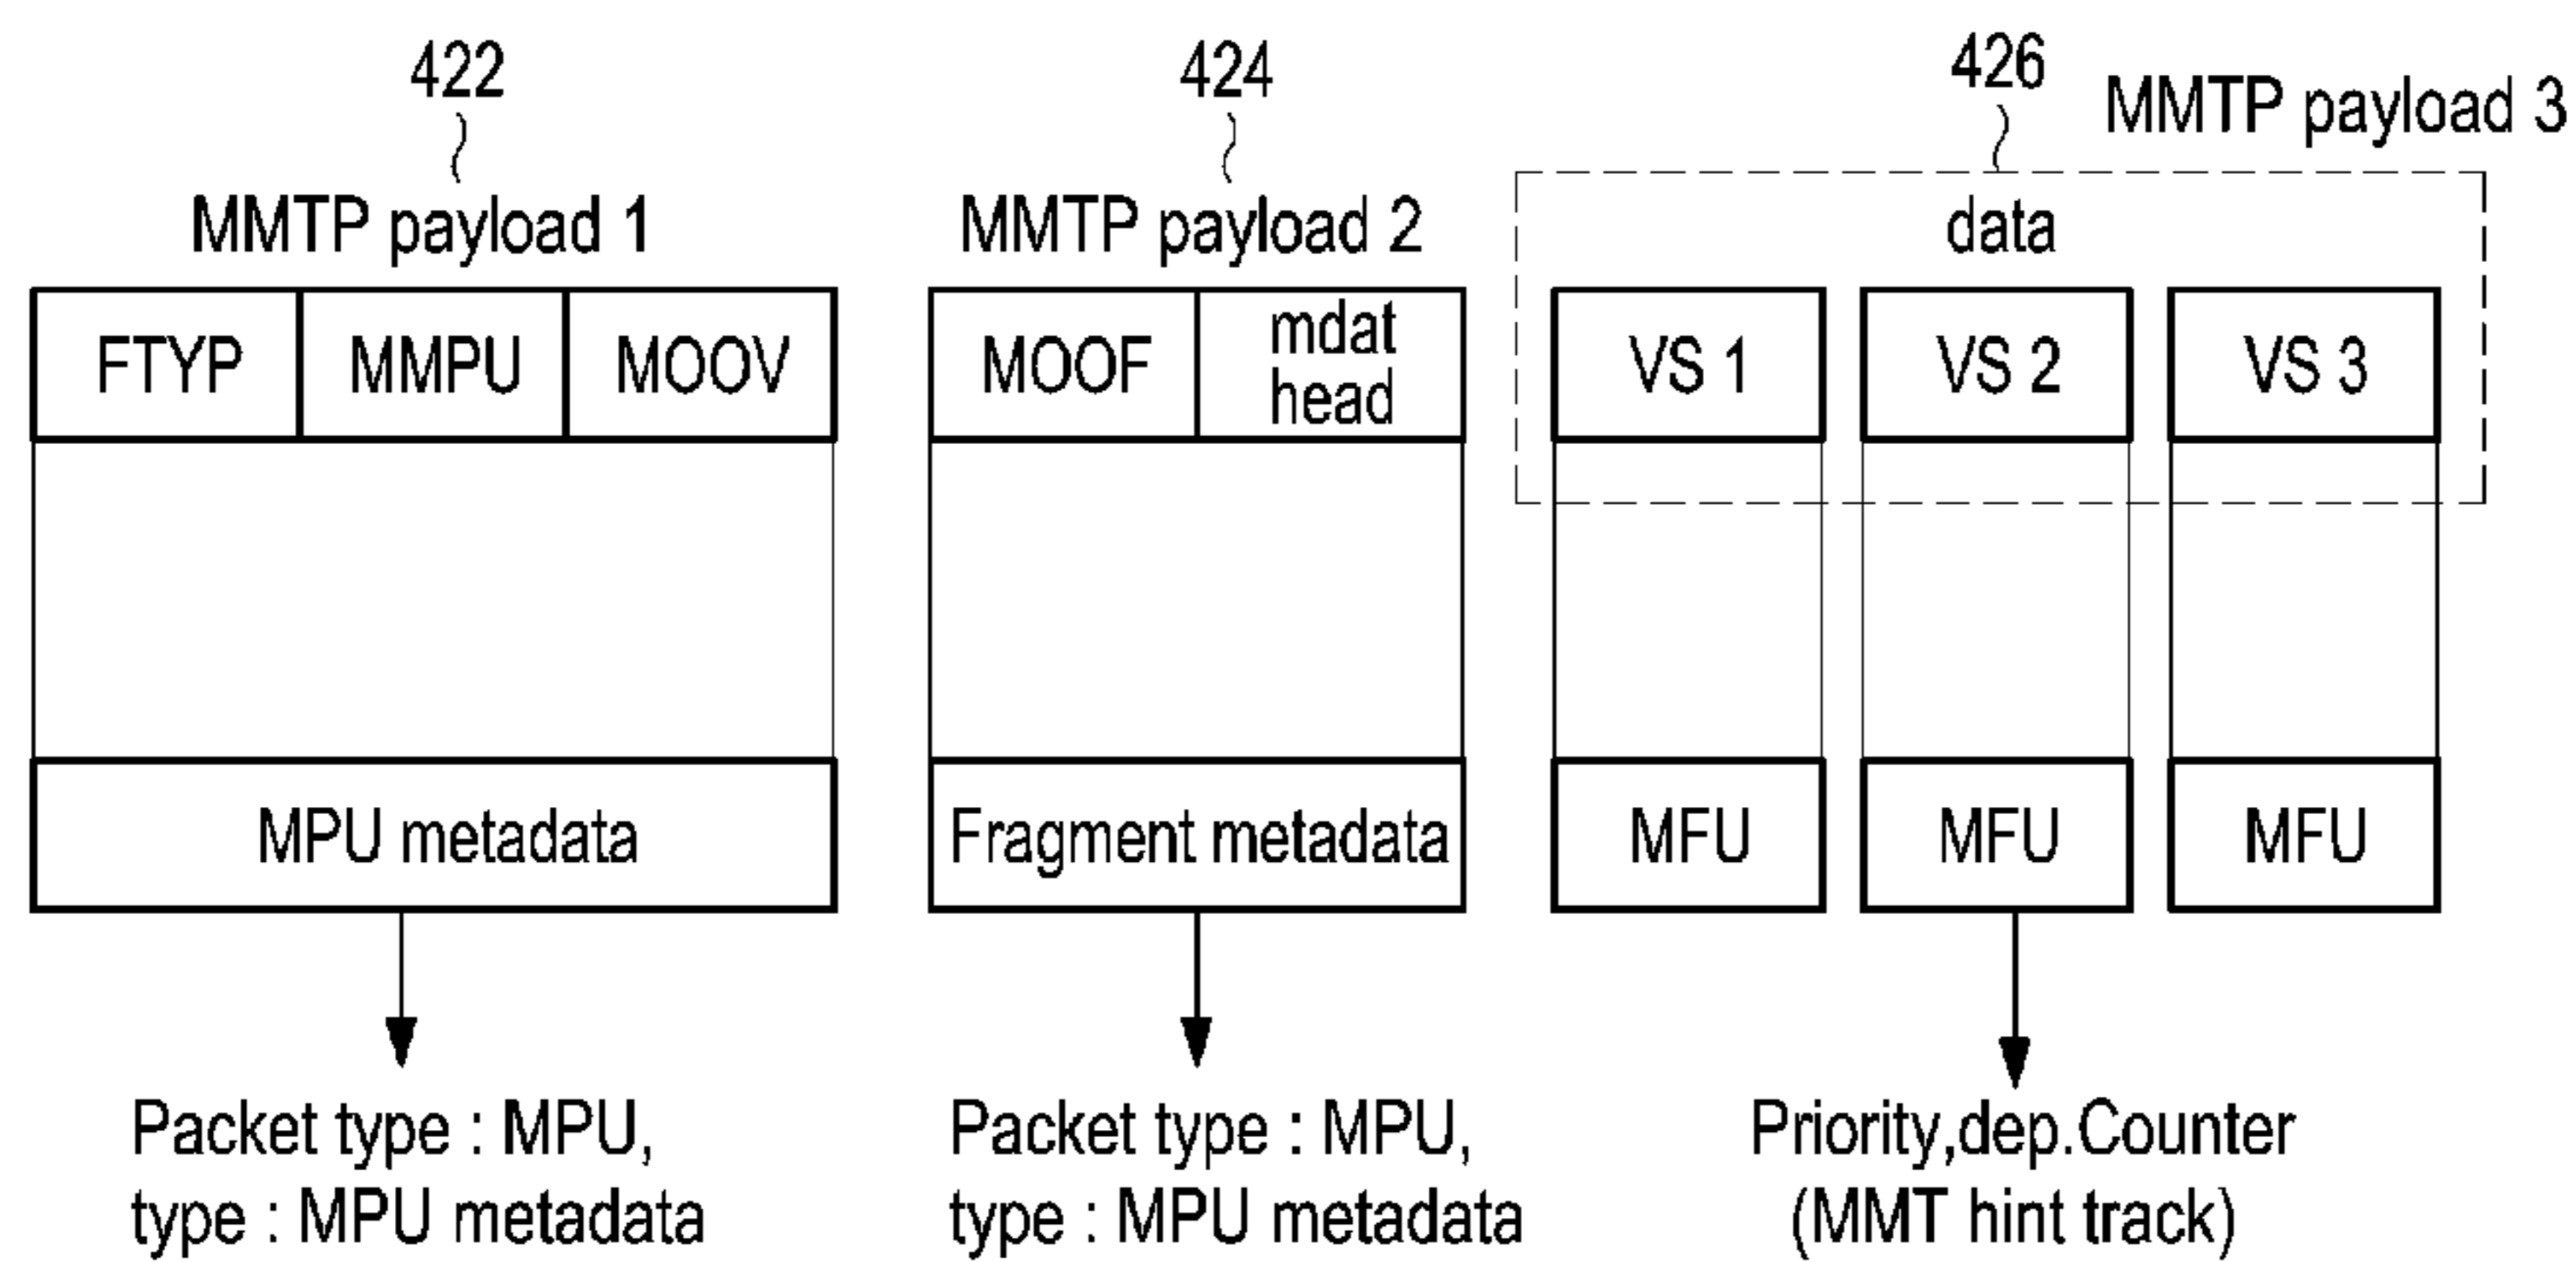 422
MMTP payload 1
FTYP MMPU MOOV
MPU metadata
Packet type : MPU,
type : MPU metadata
424
MMTP payload 2
MOOF mdat head
Fragment metadata
Packet type : MPU,
type : MPU metadata
426
MMTP payload 3
data
VS 1 VS 2 VS 3
MFU MFU MFU
Priority,dep.Counter
(MMT hint track)